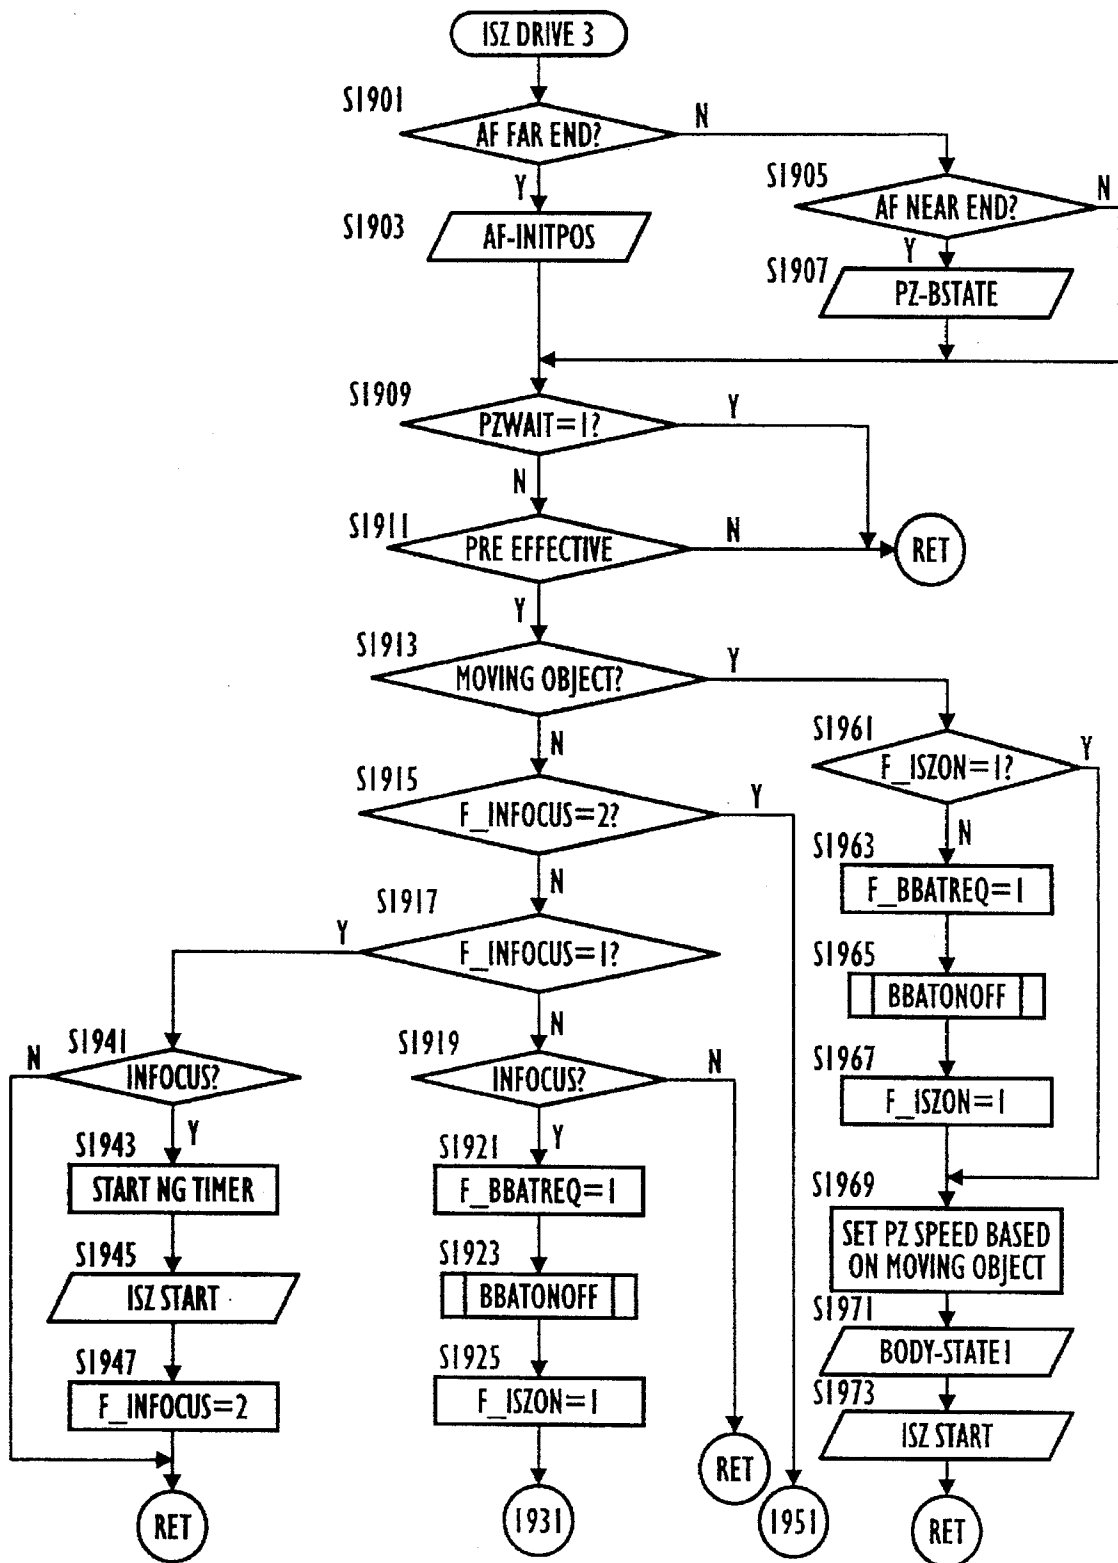 ISZ DRIVE 3
S1901
AF FAR END?
N
Y
S1903
AF-INITPOS
S1905
AF NEAR END?
N
Y
S1907
PZ-BSTATE
S1909
PZWAIT=1?
Y
N
S1911
PRE EFFECTIVE
N
RET
Y
S1913
MOVING OBJECT?
Y
N
S1915
F_INFOCUS=2?
Y
N
S1917
F_INFOCUS=1?
Y
N
S1941
INFOCUS?
N
Y
S1943
START NG TIMER
S1945
ISZ START
S1947
F_INFOCUS=2
RET
S1919
INFOCUS?
N
Y
S1921
F_BBATREQ=1
S1923
BBATONOFF
S1925
F_ISZON=1
1931
RET
1951
S1961
F_ISZON=1?
Y
N
S1963
F_BBATREQ=1
S1965
BBATONOFF
S1967
F_ISZON=1
S1969
SET PZ SPEED BASED
ON MOVING OBJECT
S1971
BODY-STATE1
S1973
ISZ START
RET